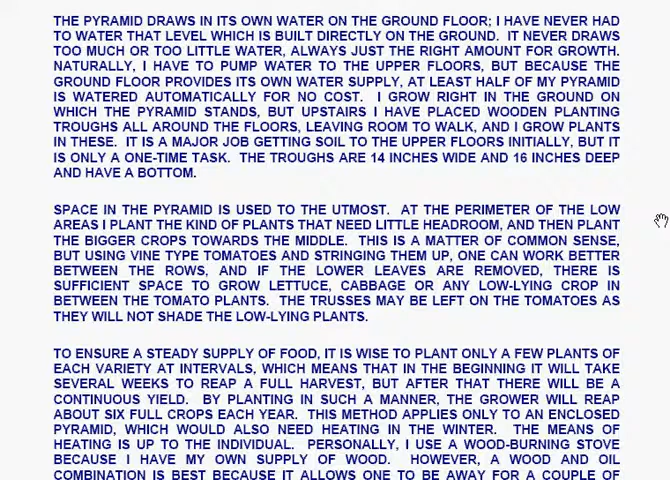 THE PYRAMID DRAWS IN ITS OWN WATER ON THE GROUND FLOOR; I HAVE NEVER HAD
TO WATER THAT LEVEL WHICH IS BUILT DIRECTLY ON THE GROUND. IT NEVER DRAWS
TOO MUCH OR TOO LITTLE WATER, ALWAYS JUST THE RIGHT AMOUNT FOR GROWTH.
NATURALLY, I HAVE TO PUMP WATER TO THE UPPER FLOORS, BUT BECAUSE THE
GROUND FLOOR PROVIDES ITS OWN WATER SUPPLY, AT LEAST HALF OF MY PYRAMID
IS WATERED AUTOMATICALLY FOR NO COST. I GROW RIGHT IN THE GROUND ON
WHICH THE PYRAMID STANDS, BUT UPSTAIRS I HAVE PLACED WOODEN PLANTING
TROUGHS ALL AROUND THE FLOORS, LEAVING ROOM TO WALK, AND I GROW PLANTS
IN THESE. IT IS A MAJOR JOB GETTING SOIL TO THE UPPER FLOORS INITIALLY, BUT IT
IS ONLY A ONE-TIME TASK. THE TROUGHS ARE 14 INCHES WIDE AND 16 INCHES DEEP
AND HAVE A BOTTOM.
SPACE IN THE PYRAMID IS USED TO THE UTMOST. AT THE PERIMETER OF THE LOW
AREAS I PLANT THE KIND OF PLANTS THAT NEED LITTLE HEADROOM, AND THEN PLANT
THE BIGGER CROPS TOWARDS THE MIDDLE. THIS IS A MATTER OF COMMON SENSE,
BUT USING VINE TYPE TOMATOES AND STRINGING THEM UP, ONE CAN WORK BETTER
BETWEEN THE ROWS, AND IF THE LOWER LEAVES ARE REMOVED, THERE IS
SUFFICIENT SPACE TO GROW LETTUCE, CABBAGE OR ANY LOW-LYING CROP IN
BETWEEN THE TOMATO PLANTS. THE TRUSSES MAY BE LEFT ON THE TOMATOES AS
THEY WILL NOT SHADE THE LOW-LYING PLANTS.
TO ENSURE A STEADY SUPPLY OF FOOD, IT IS WISE TO PLANT ONLY A FEW PLANTS OF
EACH VARIETY AT INTERVALS, WHICH MEANS THAT IN THE BEGINNING IT WILL TAKE
SEVERAL WEEKS TO REAP A FULL HARVEST, BUT AFTER THAT THERE WILL BE A
CONTINUOUS YIELD. BY PLANTING IN SUCH A MANNER, THE GROWER WILL REAP
ABOUT SIX FULL CROPS EACH YEAR. THIS METHOD APPLIES ONLY TO AN ENCLOSED
PYRAMID, WHICH WOULD ALSO NEED HEATING IN THE WINTER. THE MEANS OF
HEATING IS UP TO THE INDIVIDUAL. PERSONALLY, I USE A WOOD-BURNING STOVE
BECAUSE I HAVE MY OWN SUPPLY OF WOOD. HOWEVER, A WOOD AND OIL
COMBINATION IS BEST BECAUSE IT ALLOWS ONE TO BE AWAY FOR A COUPLE OF